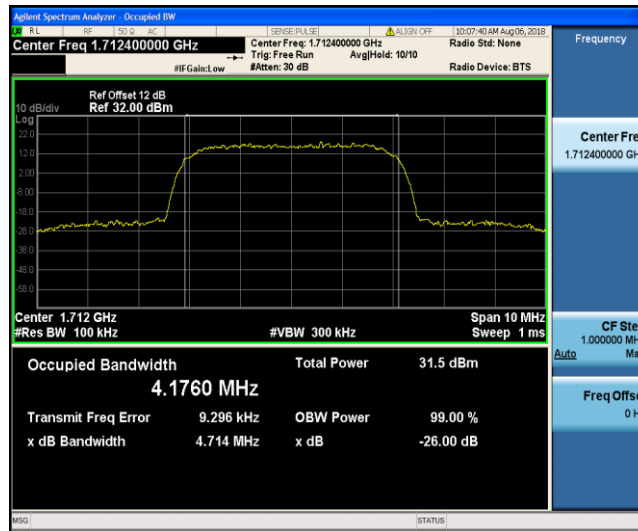 Agilent Spectrum Analyzer - Occupied BW
RL RF 50 Ω AC SENSE:PULSE ALIGN OFF 10:07:40 AM Aug 06, 2018
Center Freq 1.712400000 GHz Center Freq: 1.712400000 GHz Radio Std: None
Trig: Free Run Avg|Hold: 10/10
#IFGain:Low #Atten: 30 dB Radio Device: BTS
Frequency
Ref Offset 12 dB
10 dB/div Ref 32.00 dBm
Log
22.0
12.0
2.00
-8.00
-18.0
-28.0
-38.0
-48.0
-58.0
Center 1.712 GHz Span 10 MHz
#Res BW 100 kHz #VBW 300 kHz Sweep 1 ms
Occupied Bandwidth Total Power 31.5 dBm
4.1760 MHz
Transmit Freq Error 9.296 kHz OBW Power 99.00 %
x dB Bandwidth 4.714 MHz x dB -26.00 dB
Center Fre
1.712400000 GH
CF Ste
1.000000 MH
Auto Ma
Freq Offse
0 H
MSG STATUS